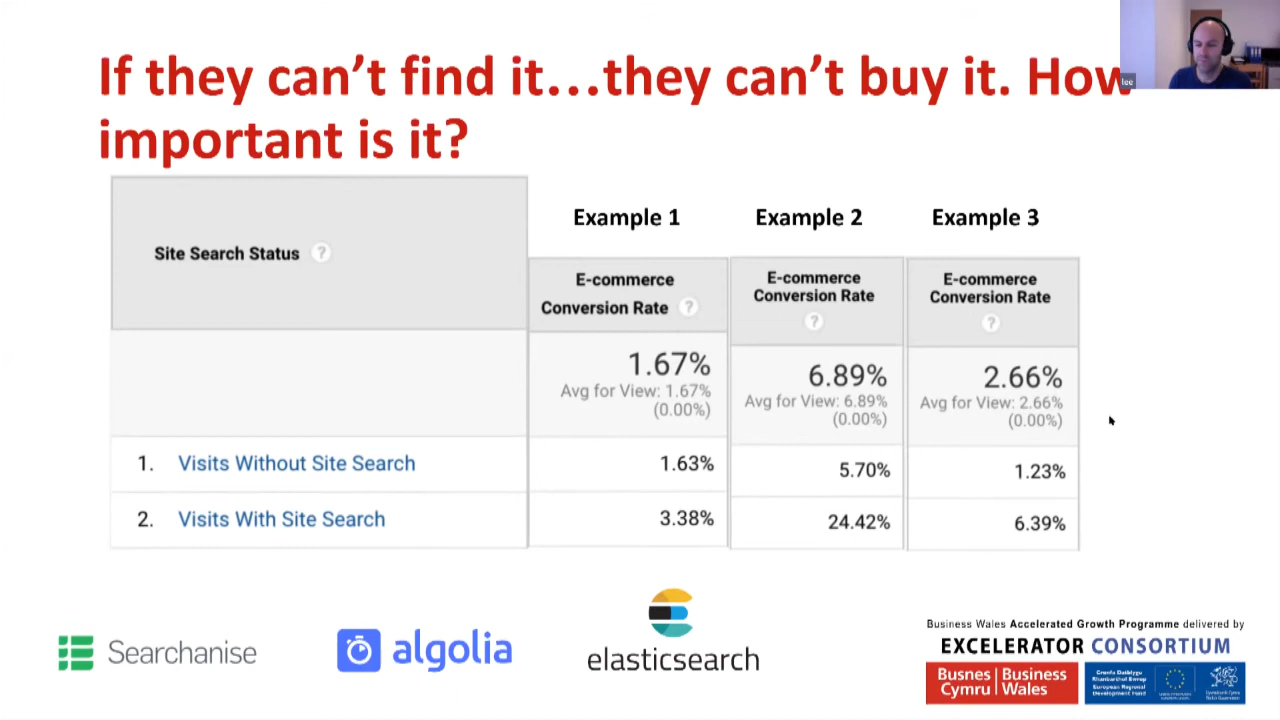 If they can't find it...they can't buy it. How
important is it?
lee
Example 1
Example 2
Example 3
Site Search Status ?
E-commerce
Conversion Rate ?
E-commerce
Conversion Rate
?
E-commerce
Conversion Rate
?
1.67%
Avg for View: 1.67%
(0.00%)
6.89%
Avg for View: 6.89%
(0.00%)
2.66%
Avg for View: 2.66%
(0.00%)
1. Visits Without Site Search 1.63% 5.70% 1.23%
2. Visits With Site Search 3.38% 24.42% 6.39%
Searchanise
algolia
elasticsearch
Business Wales Accelerated Growth Programme delivered by
EXCELERATOR CONSORTIUM
Busnes Business
Cymru Wales
European Regional
Development Fund